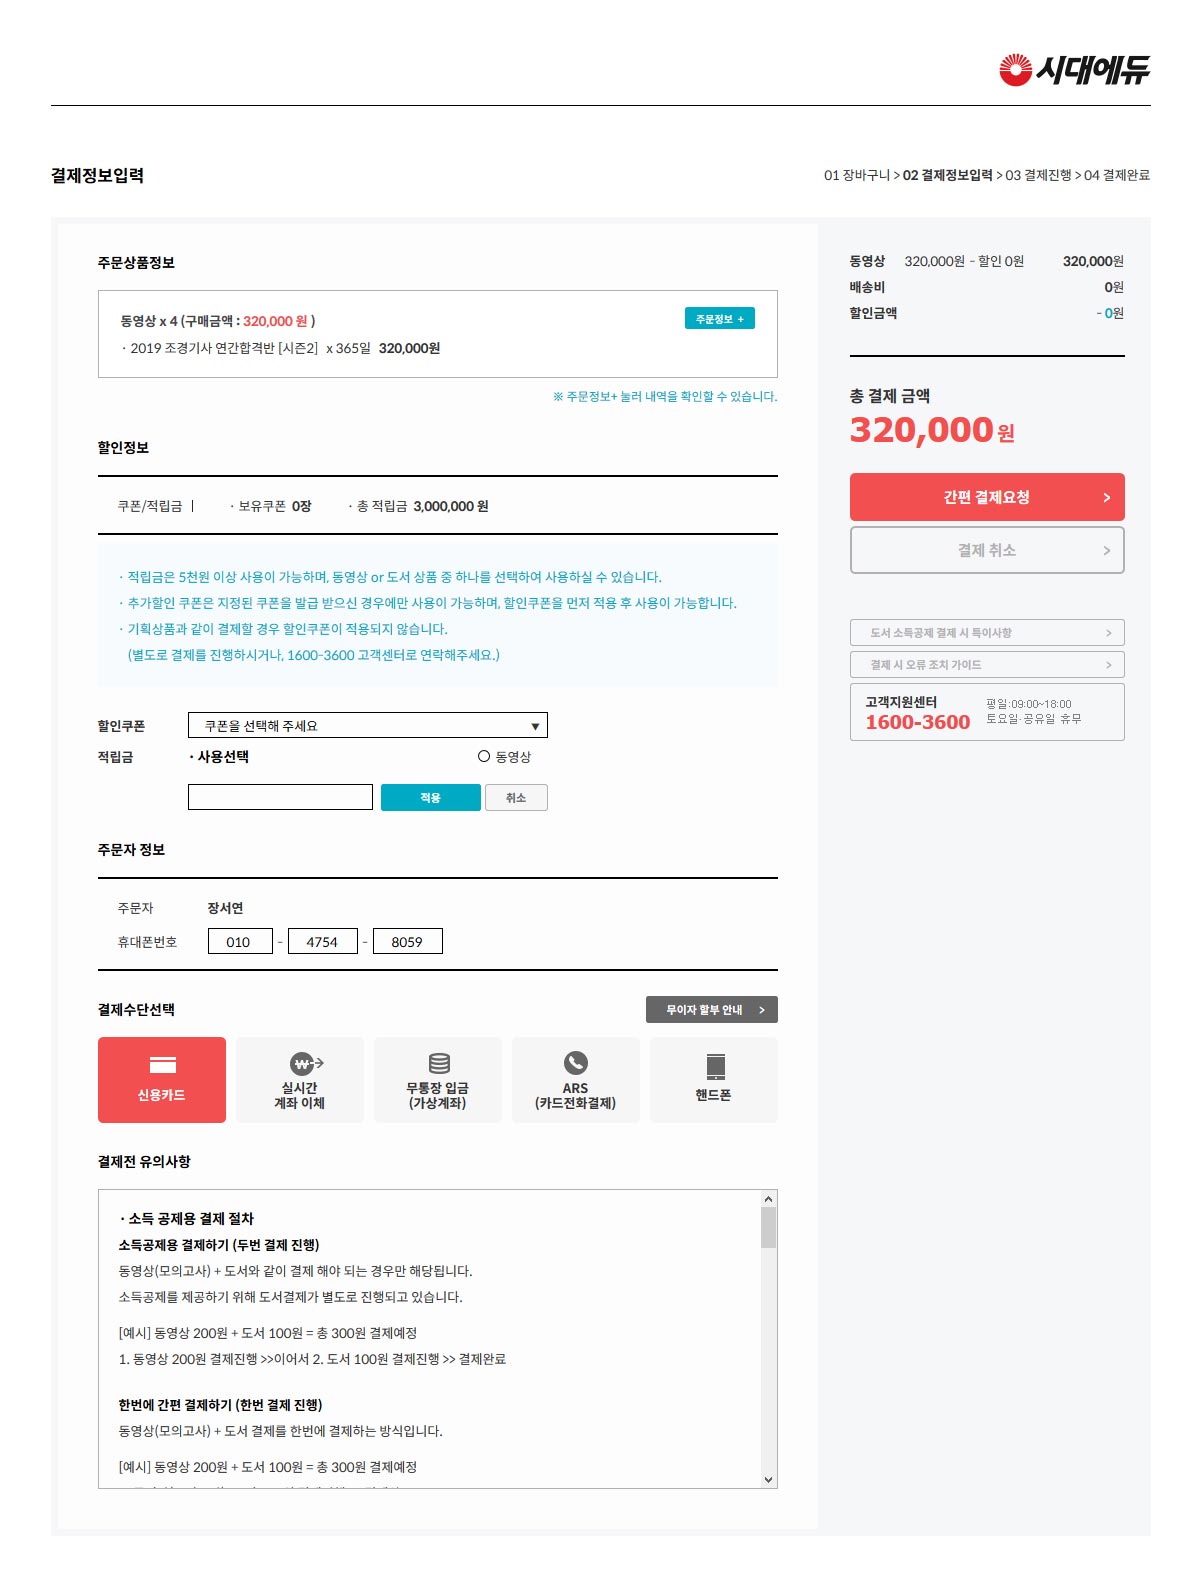 시대에듀
결제정보입력
01 장바구니 > 02 결제정보입력 > 03 결제진행 > 04 결제완료
주문상품정보
동영상 x 4 (구매금액 : 320,000 원 )
주문정보 +
· 2019 조경기사 연간합격반 [시즌2] x 365일 320,000원
※ 주문정보+ 눌러 내역을 확인할 수 있습니다.
할인정보
쿠폰/적립금 | · 보유쿠폰 0장 · 총 적립금 3,000,000 원
· 적립금은 5천원 이상 사용이 가능하며, 동영상 or 도서 상품 중 하나를 선택하여 사용하실 수 있습니다.
· 추가할인 쿠폰은 지정된 쿠폰을 발급 받으신 경우에만 사용이 가능하며, 할인쿠폰을 먼저 적용 후 사용이 가능합니다.
· 기획상품과 같이 결제할 경우 할인쿠폰이 적용되지 않습니다.
(별도로 결제를 진행하시거나, 1600-3600 고객센터로 연락해주세요.)
할인쿠폰 쿠폰을 선택해 주세요
적립금 · 사용선택 동영상
적용 취소
주문자 정보
주문자 장서연
휴대폰번호 010 - 4754 - 8059
결제수단선택
무이자 할부 안내 >
신용카드
실시간
계좌 이체
무통장 입금
(가상계좌)
ARS
(카드전화결제)
핸드폰
결제전 유의사항
· 소득 공제용 결제 절차
소득공제용 결제하기 (두번 결제 진행)
동영상(모의고사) + 도서와 같이 결제 해야 되는 경우만 해당됩니다.
소득공제를 제공하기 위해 도서결제가 별도로 진행되고 있습니다.
[예시] 동영상 200원 + 도서 100원 = 총 300원 결제예정
1. 동영상 200원 결제진행 >>이어서 2. 도서 100원 결제진행 >> 결제완료
한번에 간편 결제하기 (한번 결제 진행)
동영상(모의고사) + 도서 결제를 한번에 결제하는 방식입니다.
[예시] 동영상 200원 + 도서 100원 = 총 300원 결제예정
동영상 320,000원 - 할인 0원 320,000원
배송비 0원
할인금액 - 0원
총 결제 금액
320,000 원
간편 결제요청 >
결제 취소 >
도서 소득공제 결제 시 특이사항 >
결제 시 오류 조치 가이드 >
고객지원센터
1600-3600
평일:09:00~18:00
토요일·공유일 휴무